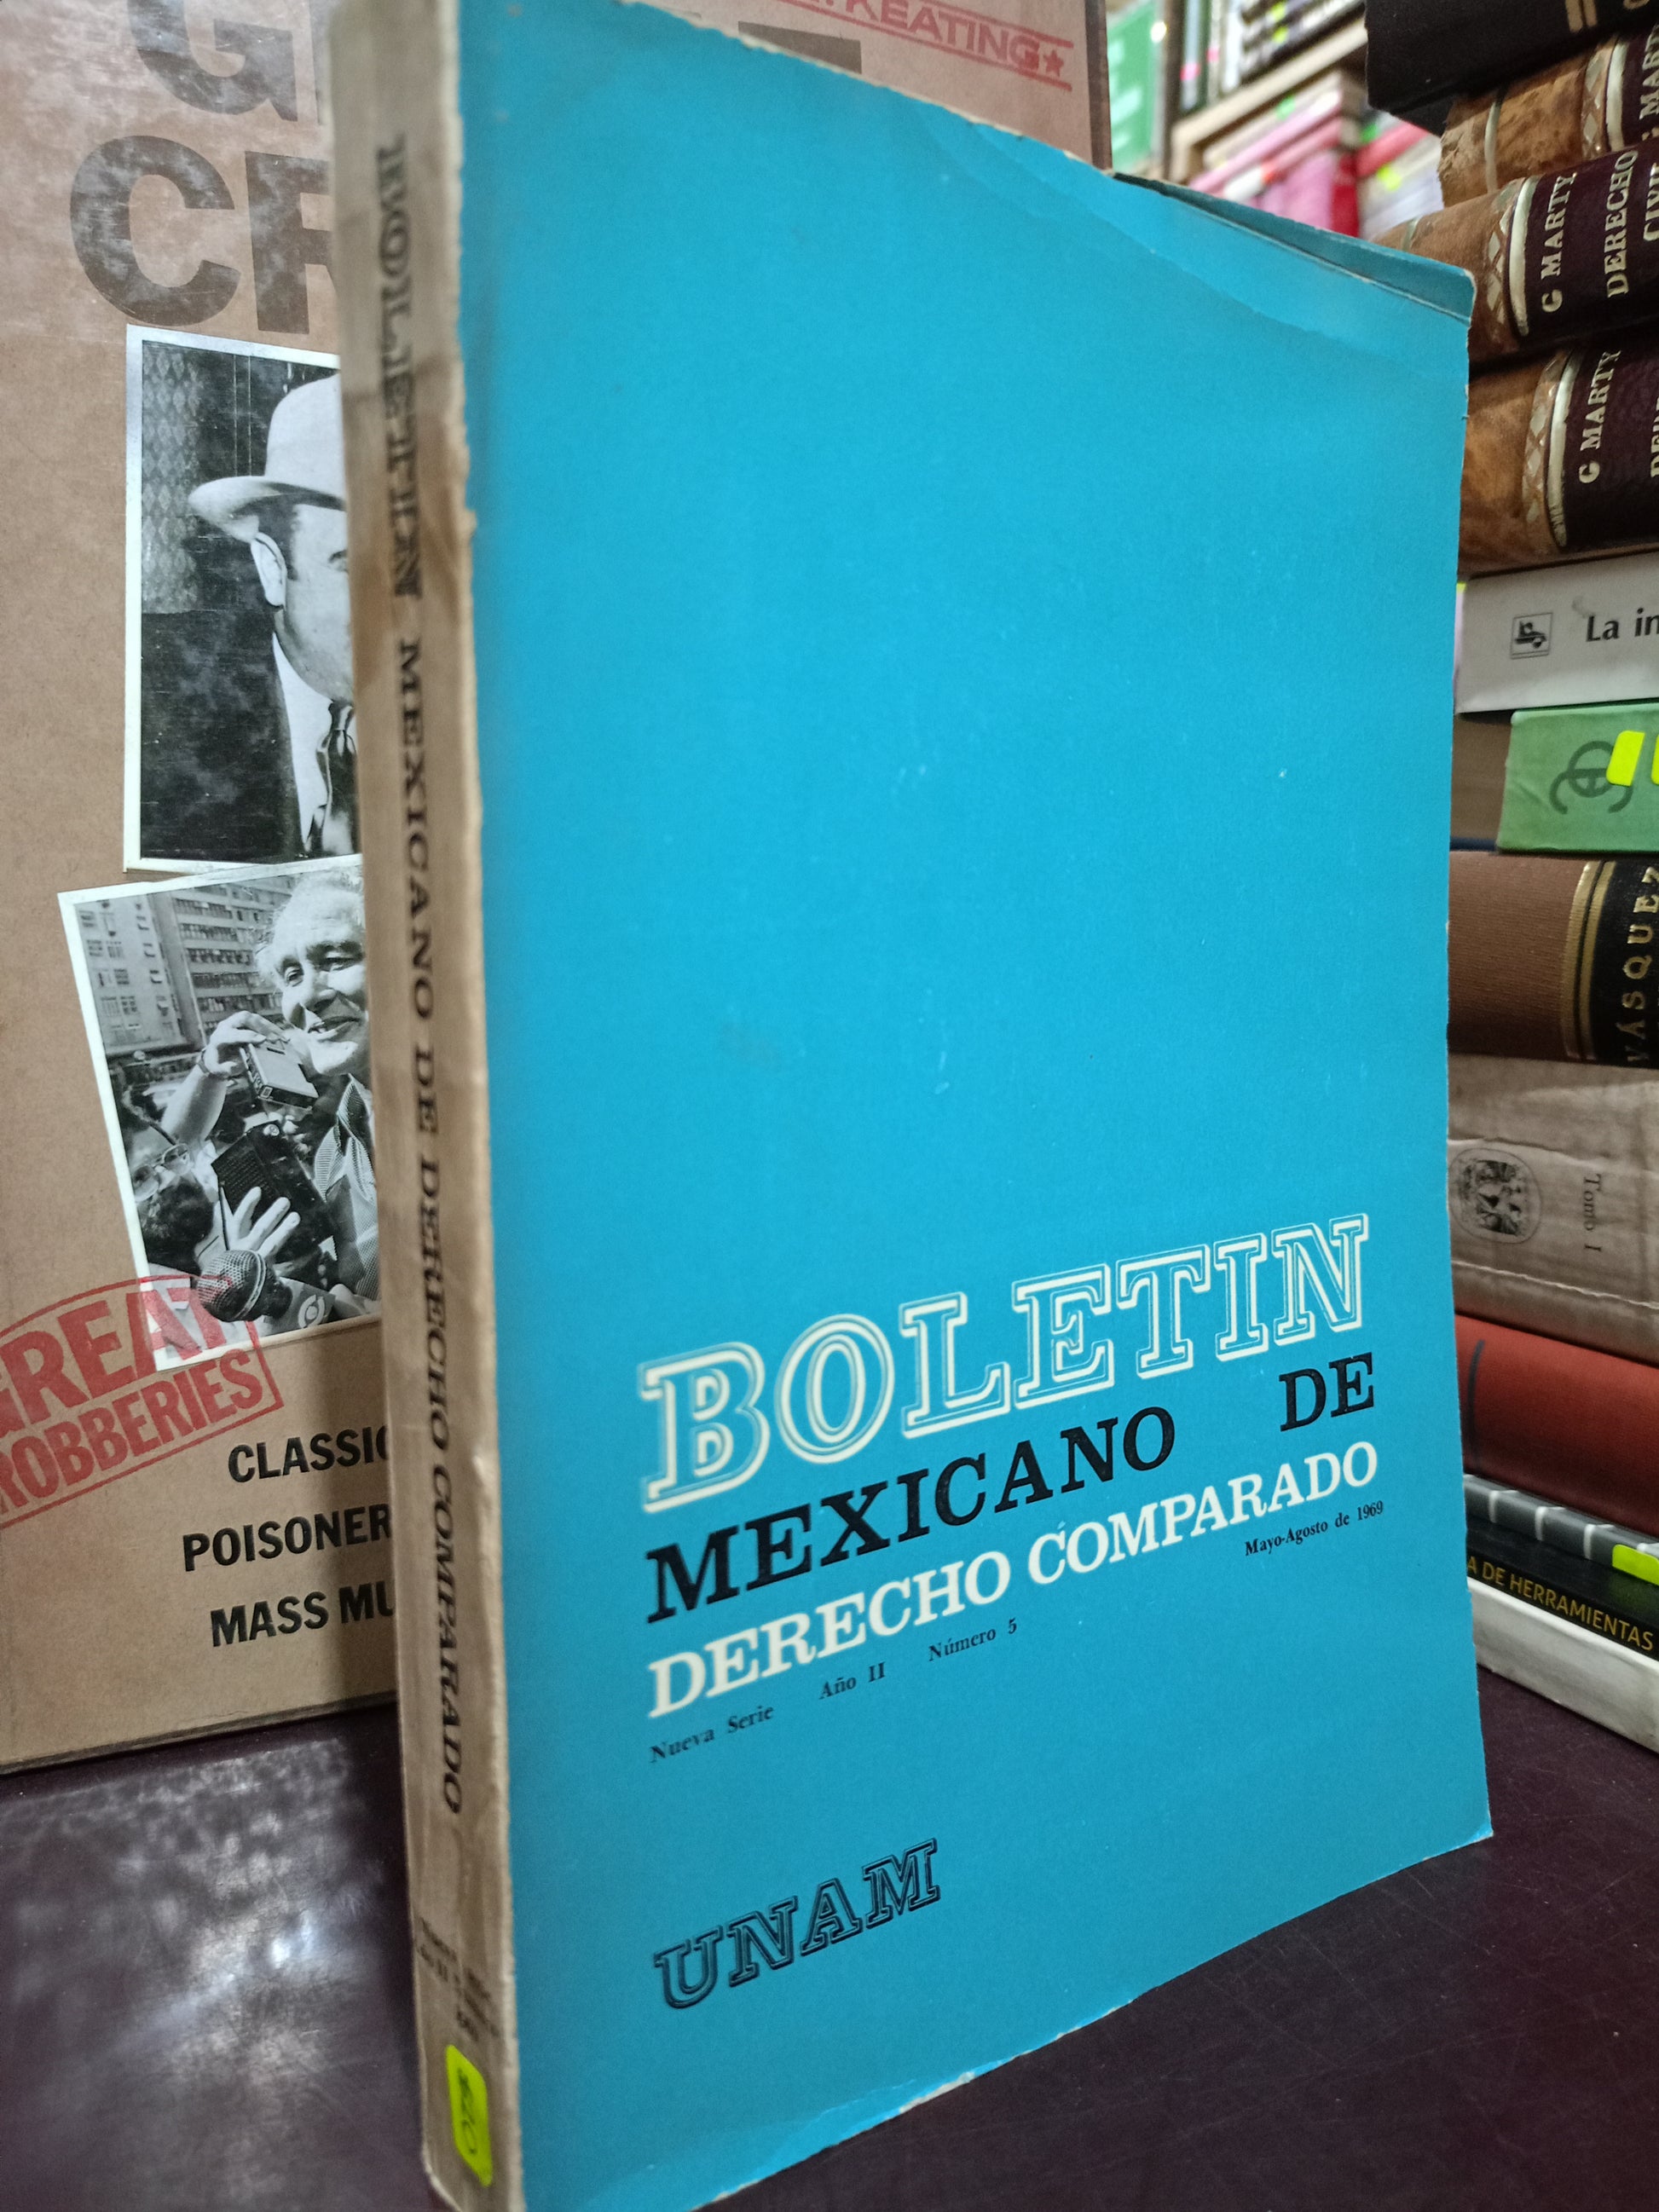 BOLETIN
MEXICANO DE
DERECHO COMPARADO
Mayo-Agosto de 1969
Nueva Serie Año II Número 5
UNAM
BOLETIN MEXICANO DE DERECHO COMPARADO
KEATING
GREAT
ROBBERIES
CLASSIC
POISONER
MASS
G MARTY
DERECHO
CIVIL
G MARTY
La in
VÁSQUEZ
Tomo I
A DE HERRAMIENTAS